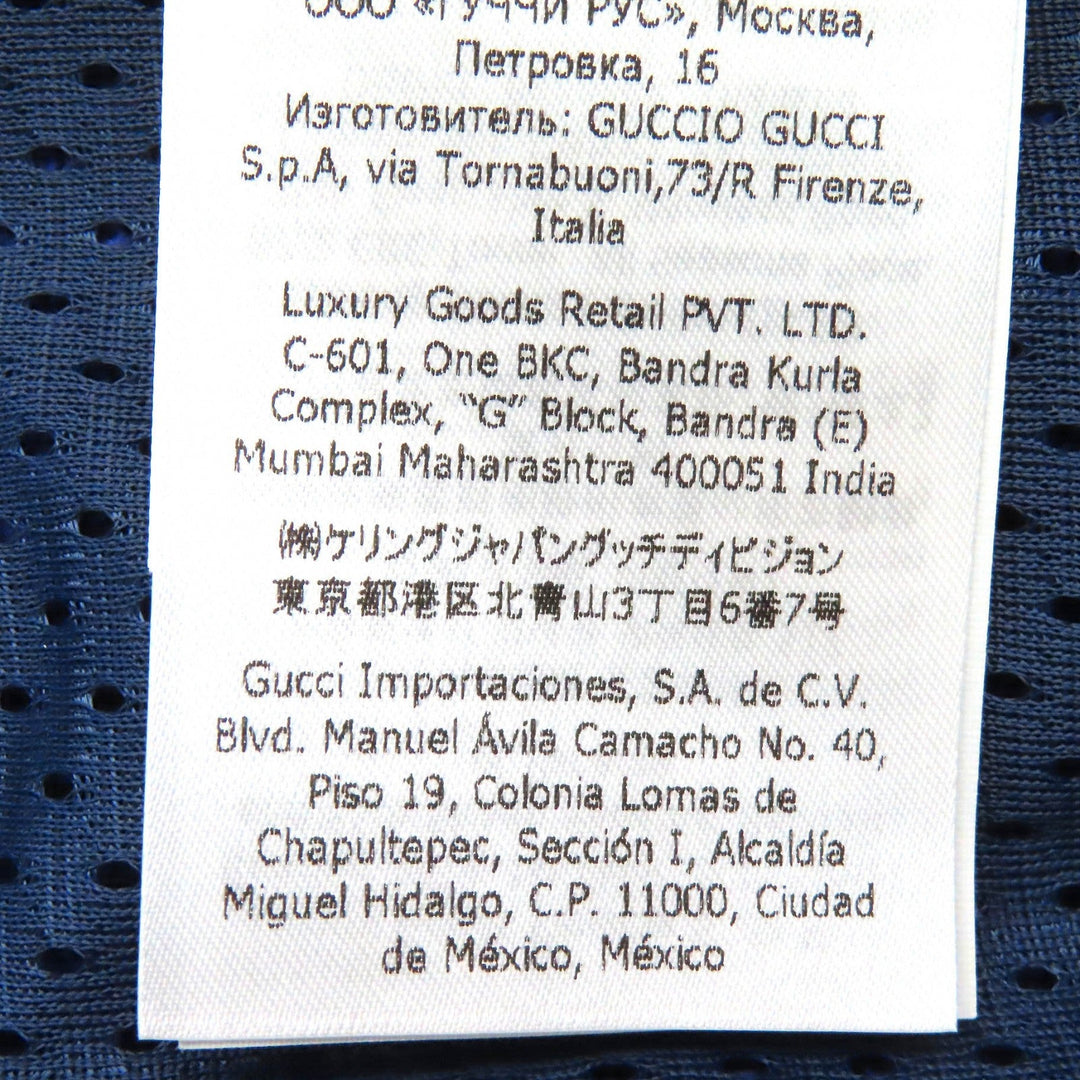 ООО «ГУЧЧИ РУС», Москва,
Петровка, 16
Изготовитель: GUCCIO GUCCI
S.p.A, via Tornabuoni,73/R Firenze,
Italia
Luxury Goods Retail PVT. LTD.
C-601, One BKC, Bandra Kurla
Complex, “G” Block, Bandra (E)
Mumbai Maharashtra 400051 India
㈱ケリングジャパングッチディビジョン
東京都港区北青山3丁目6番7号
Gucci Importaciones, S.A. de C.V.
Blvd. Manuel Ávila Camacho No. 40,
Piso 19, Colonia Lomas de
Chapultepec, Sección I, Alcaldía
Miguel Hidalgo, C.P. 11000, Ciudad
de México, México